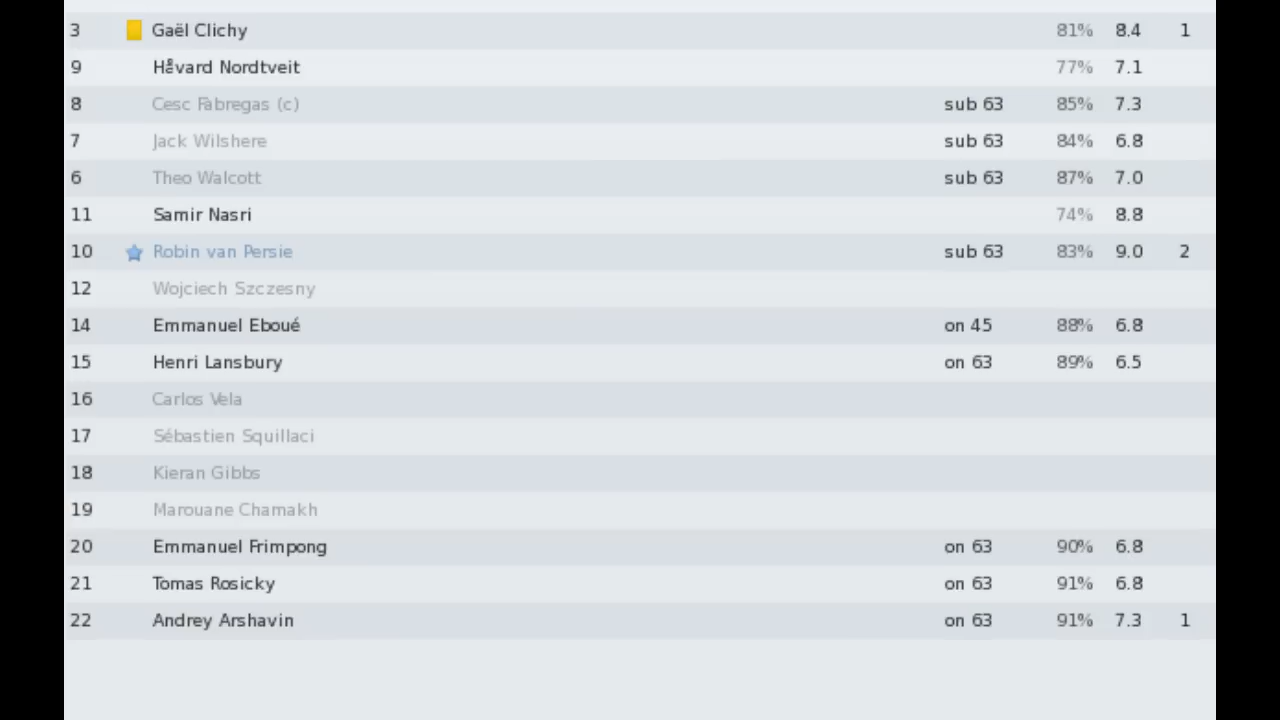 3 Gaël Clichy 81% 8.4 1
9 Håvard Nordtveit 77% 7.1
8 Cesc Fàbregas (c) sub 63 85% 7.3
7 Jack Wilshere sub 63 84% 6.8
6 Theo Walcott sub 63 87% 7.0
11 Samir Nasri 74% 8.8
10 Robin van Persie sub 63 83% 9.0 2
12 Wojciech Szczesny
14 Emmanuel Eboué on 45 88% 6.8
15 Henri Lansbury on 63 89% 6.5
16 Carlos Vela
17 Sébastien Squillaci
18 Kieran Gibbs
19 Marouane Chamakh
20 Emmanuel Frimpong on 63 90% 6.8
21 Tomas Rosicky on 63 91% 6.8
22 Andrey Arshavin on 63 91% 7.3 1